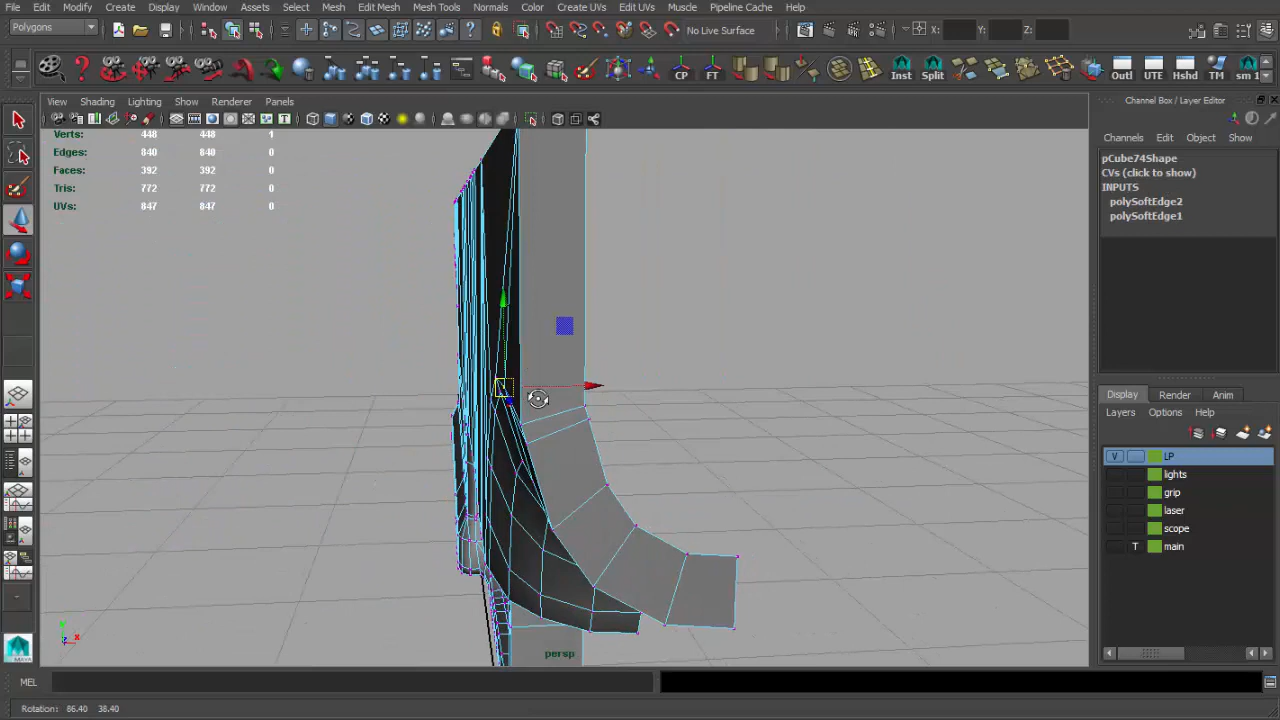 File Edit Modify Create Display Window Assets Select Mesh Edit Mesh Mesh Tools Normals Color Create UVs Edit UVs Muscle Pipeline Cache Help
Polygons
No Live Surface
X:
Y:
Z:
CP FT
Inst Split
Outl UTE Hshd TM sm 1
View Shading Lighting Show Renderer Panels
Channel Box / Layer Editor
Channels Edit Object Show
Verts: 448 448 1
Edges: 840 840 0
Faces: 392 392 0
Tris: 772 772 0
UVs: 847 847 0
pCube74Shape
CVs (click to show)
INPUTS
polySoftEdge2
polySoftEdge1
Display Render Anim
Layers Options Help
V LP
lights
grip
laser
scope
T main
persp
y
x
MEL
Rotation: 86.40 38.40